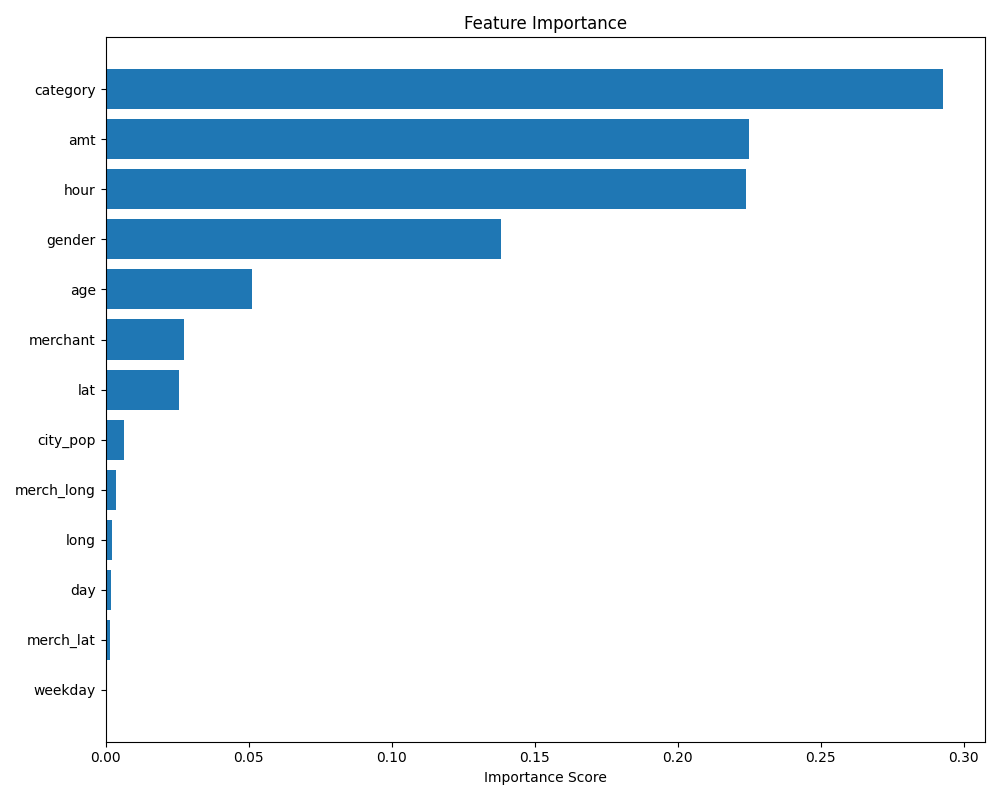 Feature Importance
category
amt
hour
gender
age
merchant
lat
city_pop
merch_long
long
day
merch_lat
weekday
0.00 0.05 0.10 0.15 0.20 0.25 0.30
Importance Score